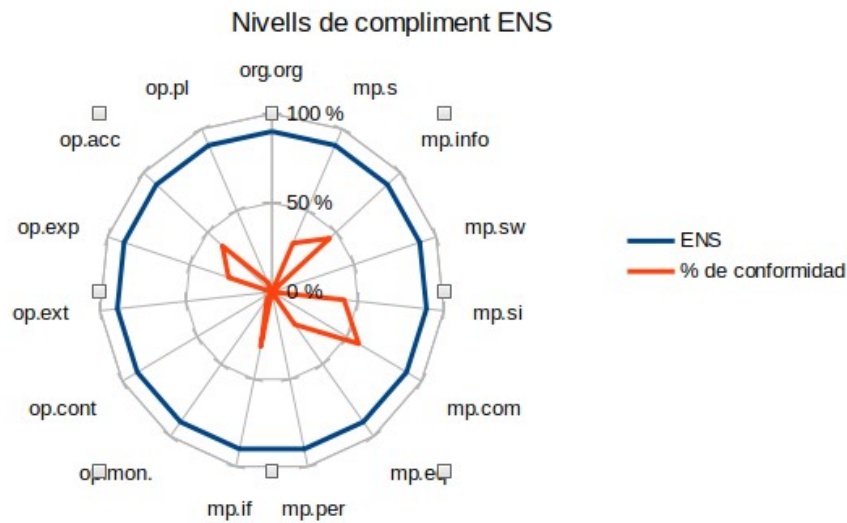 Nivells de compliment ENS
org.org
op.pl
mp.s
100 %
op.acc
mp.info
50 %
op.exp
mp.sw
ENS
% de conformidad
0 %
op.ext
mp.si
op.cont
mp.com
mp.if
mp.per